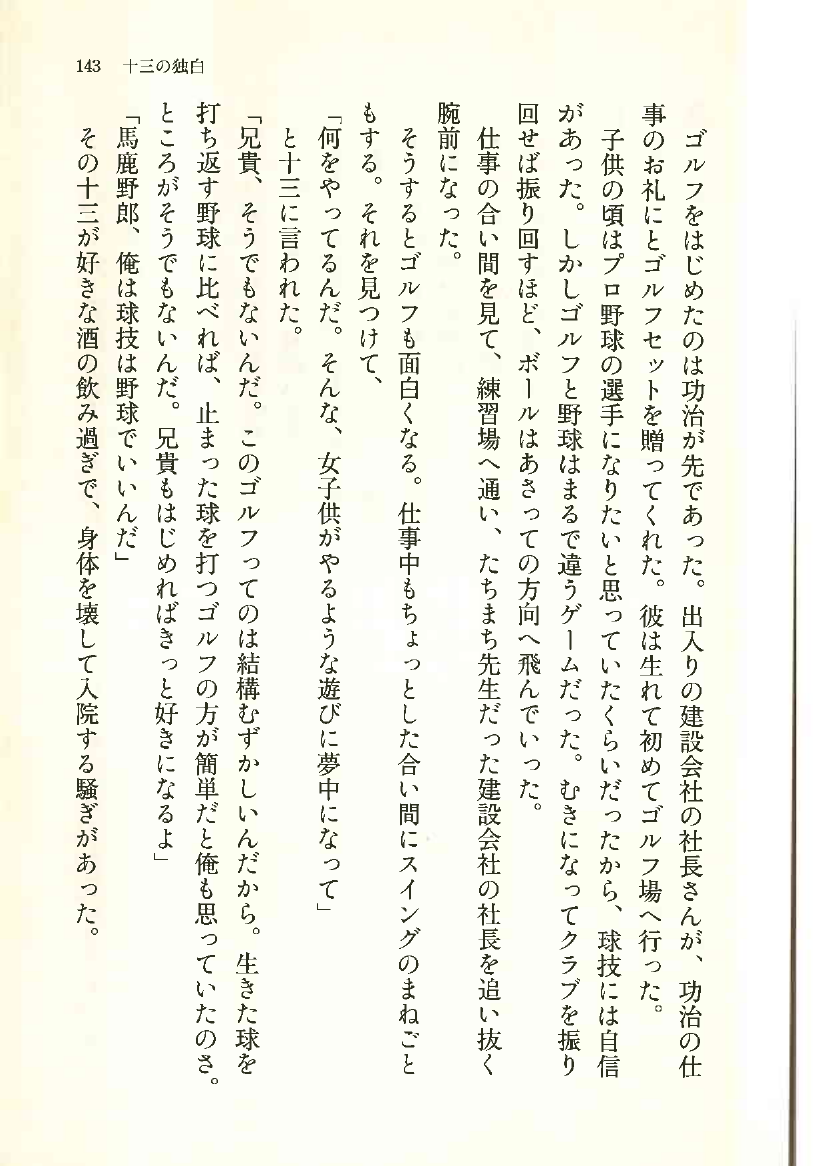 143　十三の独白
　ゴルフをはじめたのは功治が先であった。出入りの建設会社の社長さんが、功治の仕
事のお礼にとゴルフセットを贈ってくれた。彼は生れて初めてゴルフ場へ行った。
　子供の頃はプロ野球の選手になりたいと思っていたくらいだったから、球技には自信
があった。しかしゴルフと野球はまるで違うゲームだった。むきになってクラブを振り
回せば振り回すほど、ボールはあさっての方向へ飛んでいった。
　仕事の合い間を見て、練習場へ通い、たちまち先生だった建設会社の社長を追い抜く
腕前になった。
　そうするとゴルフも面白くなる。仕事中もちょっとした合い間にスイングのまねごと
もする。それを見つけて、
「何をやってるんだ。そんな、女子供がやるような遊びに夢中になって」
　と十三に言われた。
「兄貴、そうでもないんだ。このゴルフってのは結構むずかしいんだから。生きた球を
打ち返す野球に比べれば、止まった球を打つゴルフの方が簡単だと俺も思っていたのさ。
ところがそうでもないんだ。兄貴もはじめればきっと好きになるよ」
「馬鹿野郎、俺は球技は野球でいいんだ」
　その十三が好きな酒の飲み過ぎで、身体を壊して入院する騒ぎがあった。